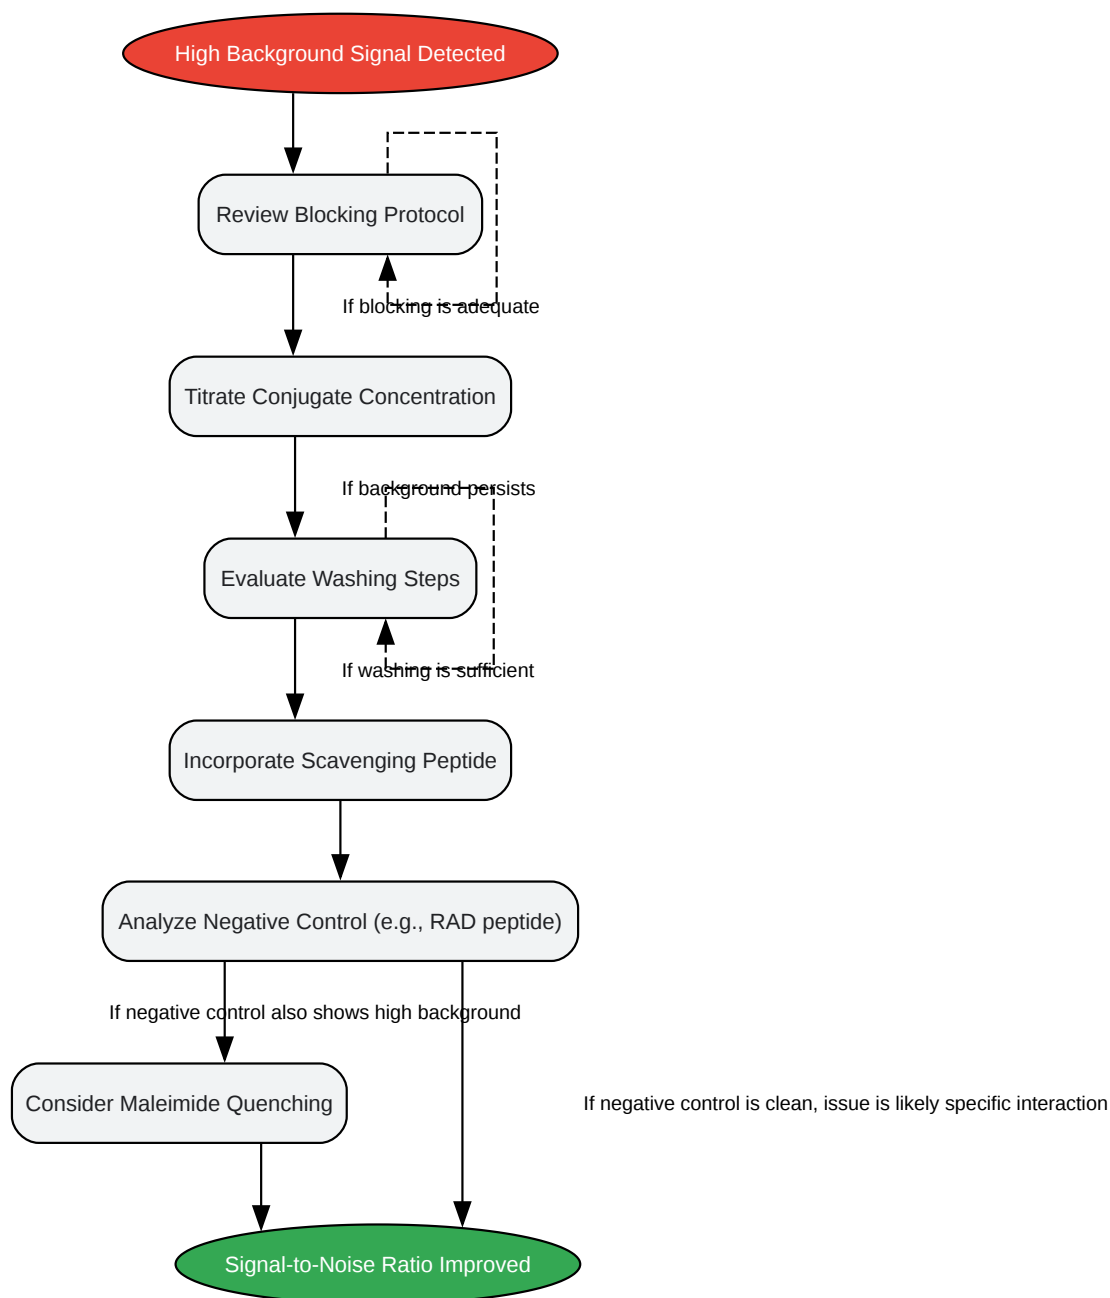 High Background Signal Detected
Review Blocking Protocol
If blocking is adequate
Titrate Conjugate Concentration
If background persists
Evaluate Washing Steps
If washing is sufficient
Incorporate Scavenging Peptide
Analyze Negative Control (e.g., RAD peptide)
If negative control also shows high background
Consider Maleimide Quenching
If negative control is clean, issue is likely specific interaction
Signal-to-Noise Ratio Improved